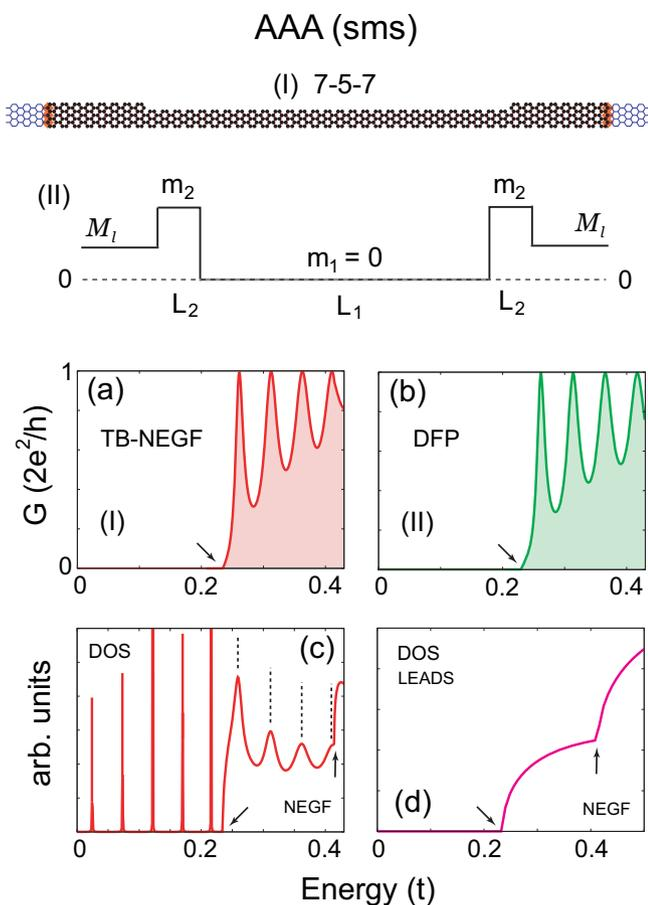 AAA (sms)
(I) 7-5-7
(II)
m₂ m₂
Mₗ Mₗ
m₁ = 0
0 0
L₂ L₁ L₂
(a) (b)
TB-NEGF DFP
G (2e²/h)
(I) (II)
1
0
0 0.2 0.4
0 0.2 0.4
DOS (c)
DOS
LEADS
arb. units
NEGF
(d) NEGF
0 0.2 0.4
0 0.2 0.4
Energy (t)